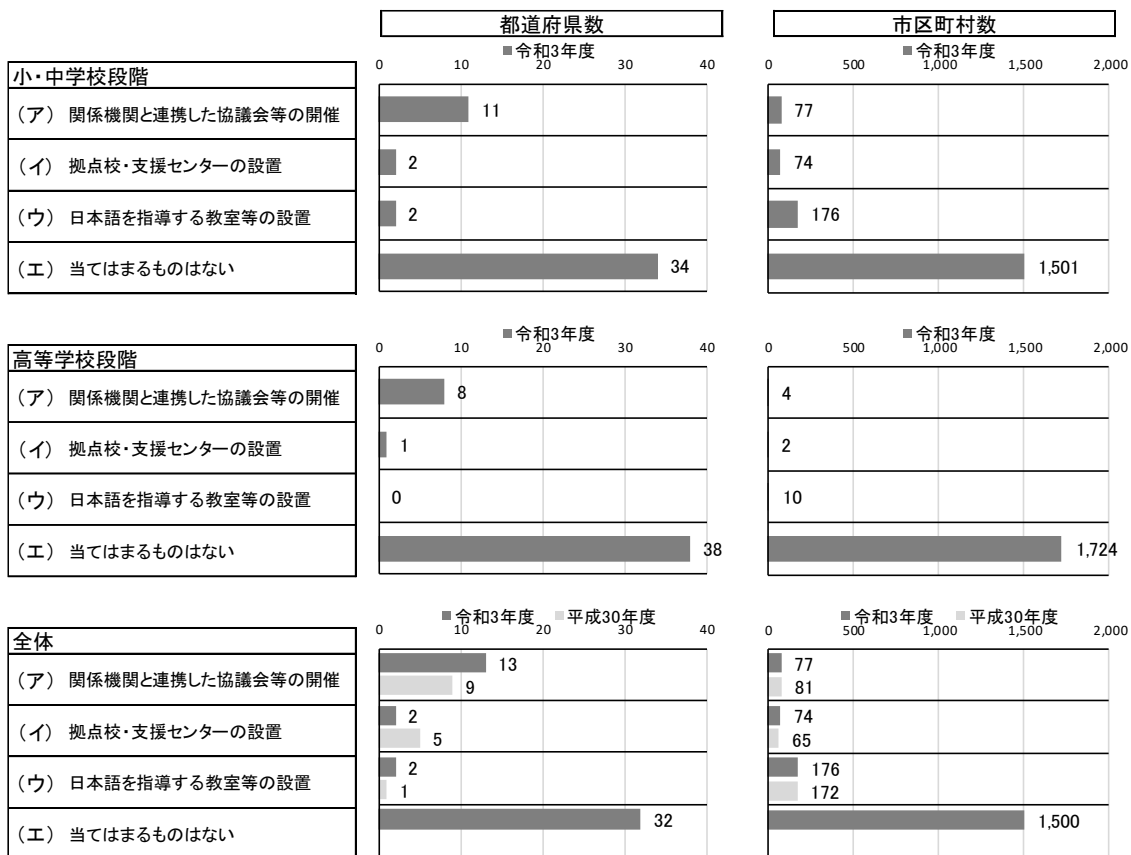 都道府県数 市区町村数
■令和3年度 ■令和3年度
0 10 20 30 40 0 500 1,000 1,500 2,000
小・中学校段階
(ア) 関係機関と連携した協議会等の開催 11 77
(イ) 拠点校・支援センターの設置 2 74
(ウ) 日本語を指導する教室等の設置 2 176
(エ) 当てはまるものはない 34 1,501
■令和3年度 ■令和3年度
0 10 20 30 40 0 500 1,000 1,500 2,000
高等学校段階
(ア) 関係機関と連携した協議会等の開催 8 4
(イ) 拠点校・支援センターの設置 1 2
(ウ) 日本語を指導する教室等の設置 0 10
(エ) 当てはまるものはない 38 1,724
■令和3年度 ■平成30年度 ■令和3年度 ■平成30年度
0 10 20 30 40 0 500 1,000 1,500 2,000
全体
(ア) 関係機関と連携した協議会等の開催 13 9 77 81
(イ) 拠点校・支援センターの設置 2 5 74 65
(ウ) 日本語を指導する教室等の設置 2 1 176 172
(エ) 当てはまるものはない 32 1,500